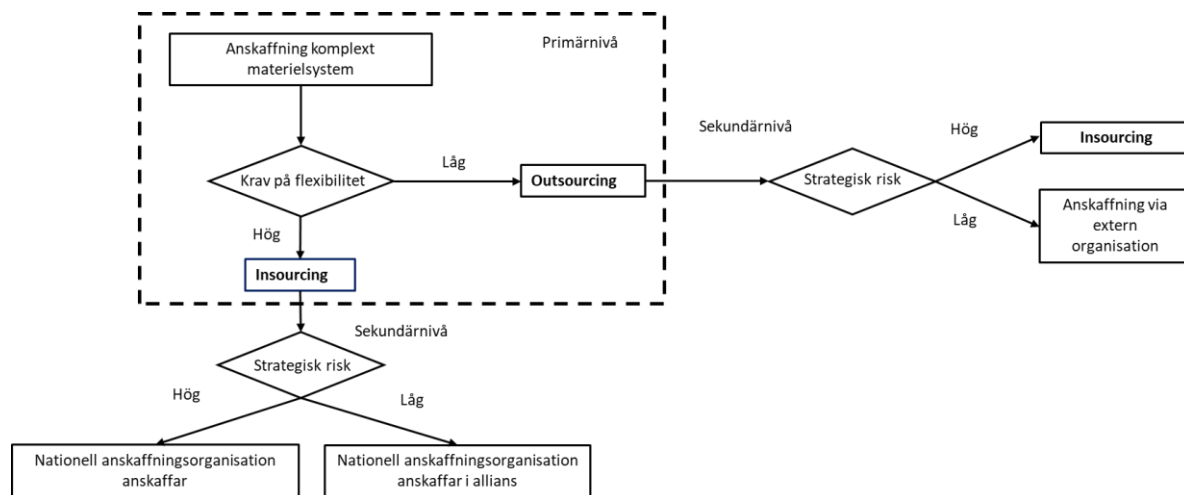 Anskaffning komplext
materielsystem
Primärnivå
Krav på flexibilitet
Låg
Outsourcing
Hög
Insourcing
Sekundärnivå
Strategisk risk
Hög
Insourcing
Låg
Anskaffning via
extern
organisation
Sekundärnivå
Strategisk risk
Hög
Låg
Nationell anskaffningsorganisation
anskaffar
Nationell anskaffningsorganisation
anskaffar i allians